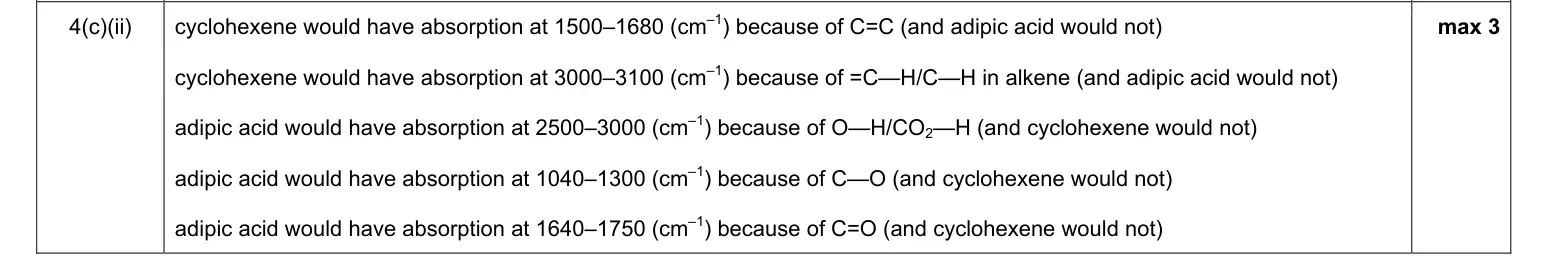 4(c)(ii) cyclohexene would have absorption at 1500–1680 (cm⁻¹) because of C=C (and adipic acid would not) max 3
cyclohexene would have absorption at 3000–3100 (cm⁻¹) because of =C—H/C—H in alkene (and adipic acid would not)
adipic acid would have absorption at 2500–3000 (cm⁻¹) because of O—H/CO₂—H (and cyclohexene would not)
adipic acid would have absorption at 1040–1300 (cm⁻¹) because of C—O (and cyclohexene would not)
adipic acid would have absorption at 1640–1750 (cm⁻¹) because of C=O (and cyclohexene would not)